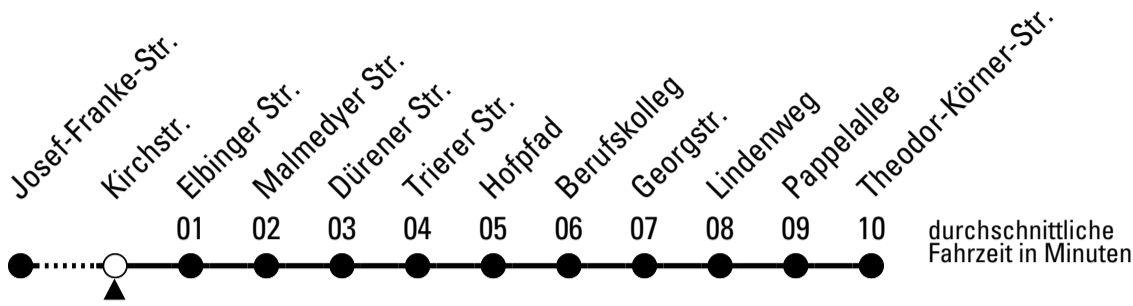 Josef-Franke-Str.
Kirchstr.
Elbinger Str.
Malmedyer Str.
Dürener Str.
Trierer Str.
Hofpfad
Berufskolleg
Georgstr.
Lindenweg
Pappelallee
Theodor-Körner-Str.
01 02 03 04 05 06 07 08 09 10
durchschnittliche
Fahrzeit in Minuten